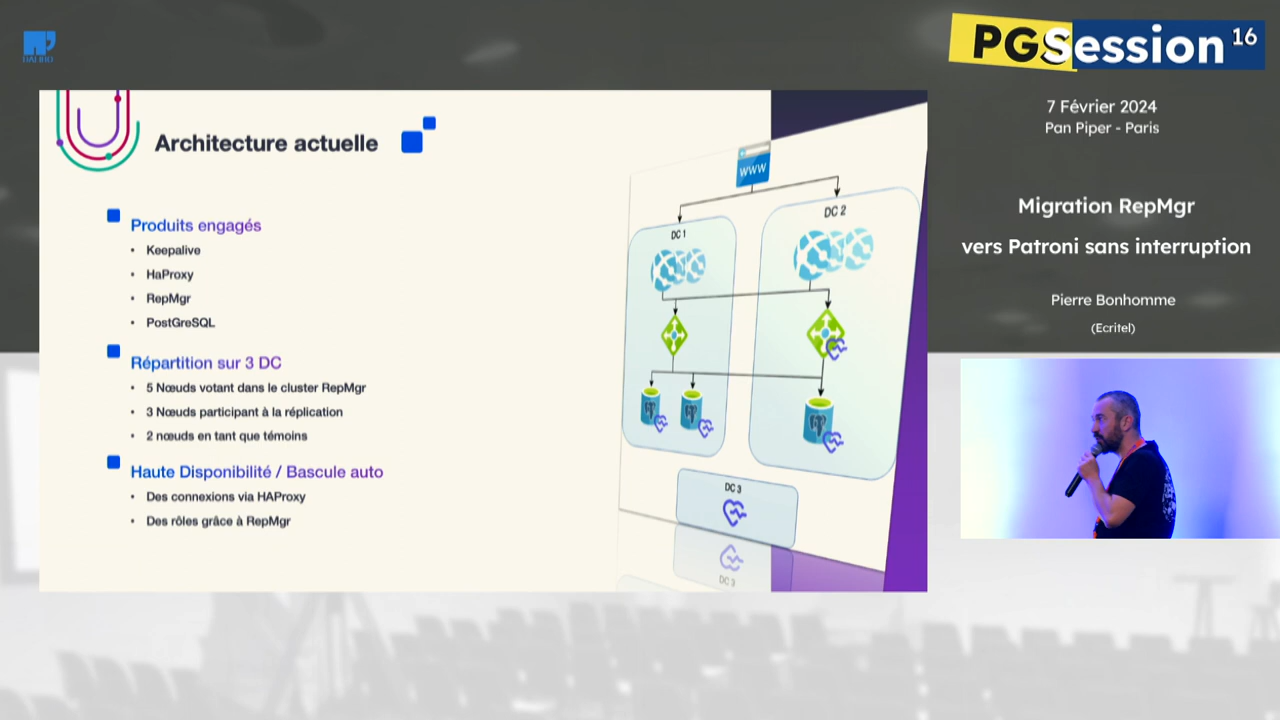 DALIBO
PGSession 16
7 Février 2024
Pan Piper - Paris
Migration RepMgr
vers Patroni sans interruption
Pierre Bonhomme
(Ecritel)
Architecture actuelle
Produits engagés
• Keepalive
• HaProxy
• RepMgr
• PostGreSQL
Répartition sur 3 DC
• 5 Nœuds votant dans le cluster RepMgr
• 3 Nœuds participant à la réplication
• 2 nœuds en tant que témoins
Haute Disponibilité / Bascule auto
• Des connexions via HAProxy
• Des rôles grâce à RepMgr
WWW
DC 1
DC 2
DC 3
DC 3